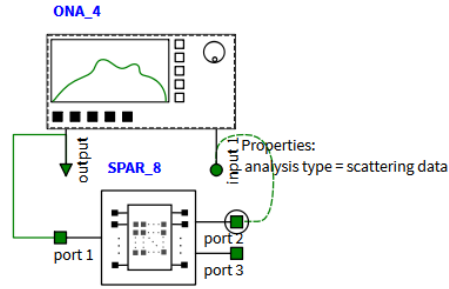 ONA_4
output
input 1
Properties:
analysis type = scattering data
SPAR_8
port 1
port 2
port 3